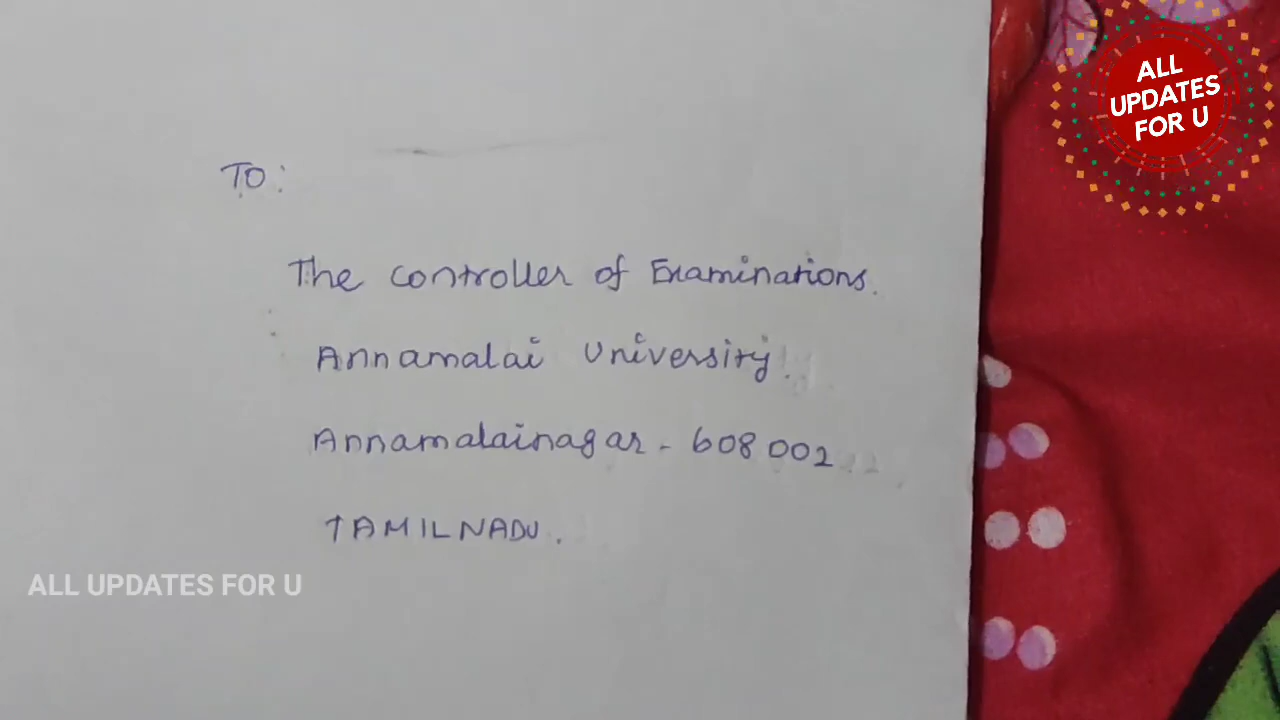 ALL
UPDATES
FOR U
TO:
The controller of Examinations.
Annamalai University.
Annamalainagar - 608 002
TAMILNADU.
ALL UPDATES FOR U